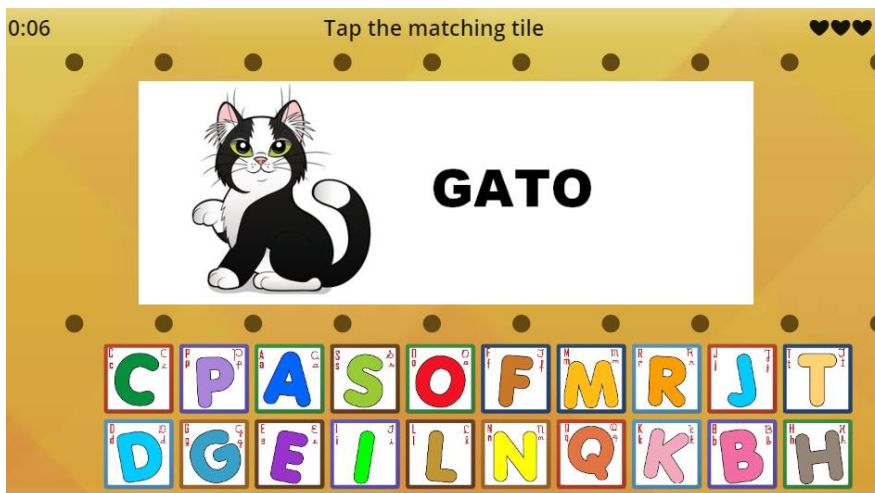 0:06 Tap the matching tile
GATO
C P A S O F M R J T
D G E I L N Q K B H